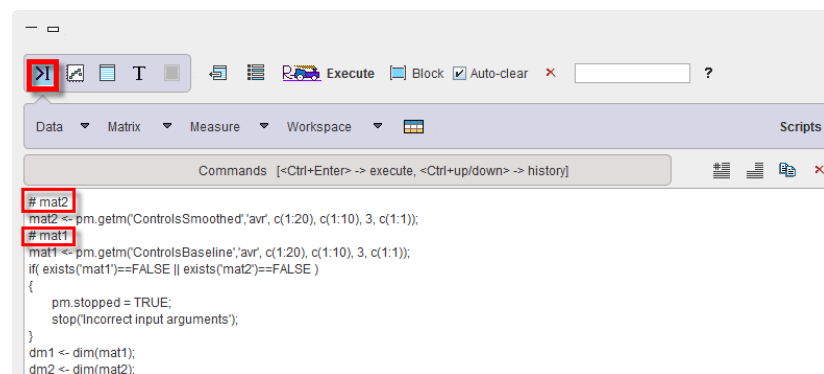 >I T R Execute Block Auto-clear × ?
Data Matrix Measure Workspace Scripts
Commands [<Ctrl+Enter> -> execute, <Ctrl+up/down> -> history]
# mat2
mat2 <- pm.getm('ControlsSmoothed','avr', c(1:20), c(1:10), 3, c(1:1));
# mat1
mat1 <- pm.getm('ControlsBaseline','avr', c(1:20), c(1:10), 3, c(1:1));
if( exists('mat1')==FALSE || exists('mat2')==FALSE )
{
pm.stopped = TRUE;
stop('Incorrect input arguments');
}
dm1 <- dim(mat1);
dm2 <- dim(mat2);